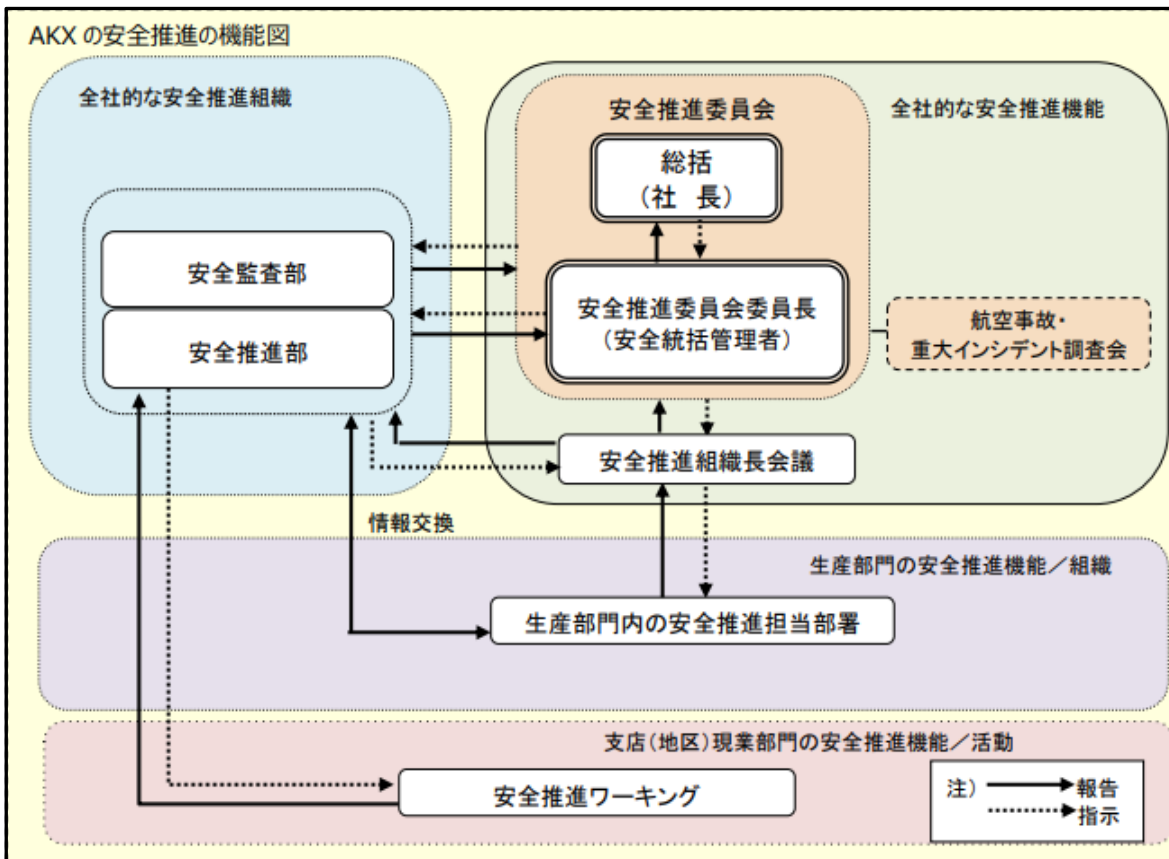 AKX の安全推進の機能図
全社的な安全推進組織
安全監査部
安全推進部
全社的な安全推進機能
安全推進委員会
総括
（社　長）
安全推進委員会委員長
（安全統括管理者）
航空事故・
重大インシデント調査会
安全推進組織長会議
情報交換
生産部門の安全推進機能／組織
生産部門内の安全推進担当部署
支店（地区）現業部門の安全推進機能／活動
安全推進ワーキング
注） 報告
指示